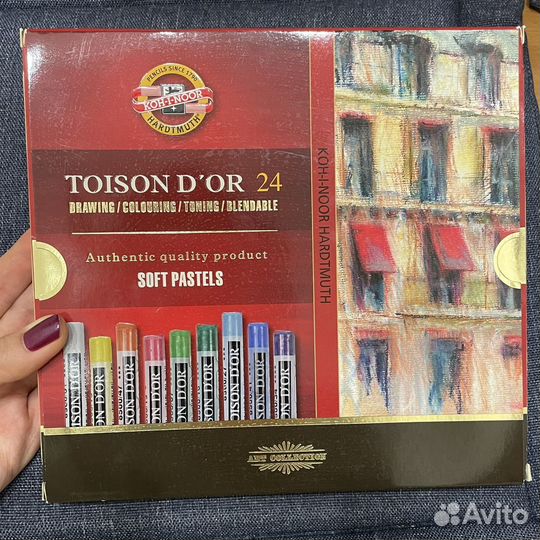 PENCILS SINCE 1790
KOH-I-NOOR
HARDTMUTH
TOISON D'OR 24
DRAWING/COLOURING/TONING/BLENDABLE
Authentic quality product
SOFT PASTELS
KOH-I-NOOR HARDTMUTH
TOISON D'OR
TOISON D'OR
TOISON D'OR
TOISON D'OR
TOISON D'OR
TOISON D'OR
TOISON D'OR
TOISON D'OR
ART COLLECTION
Avito